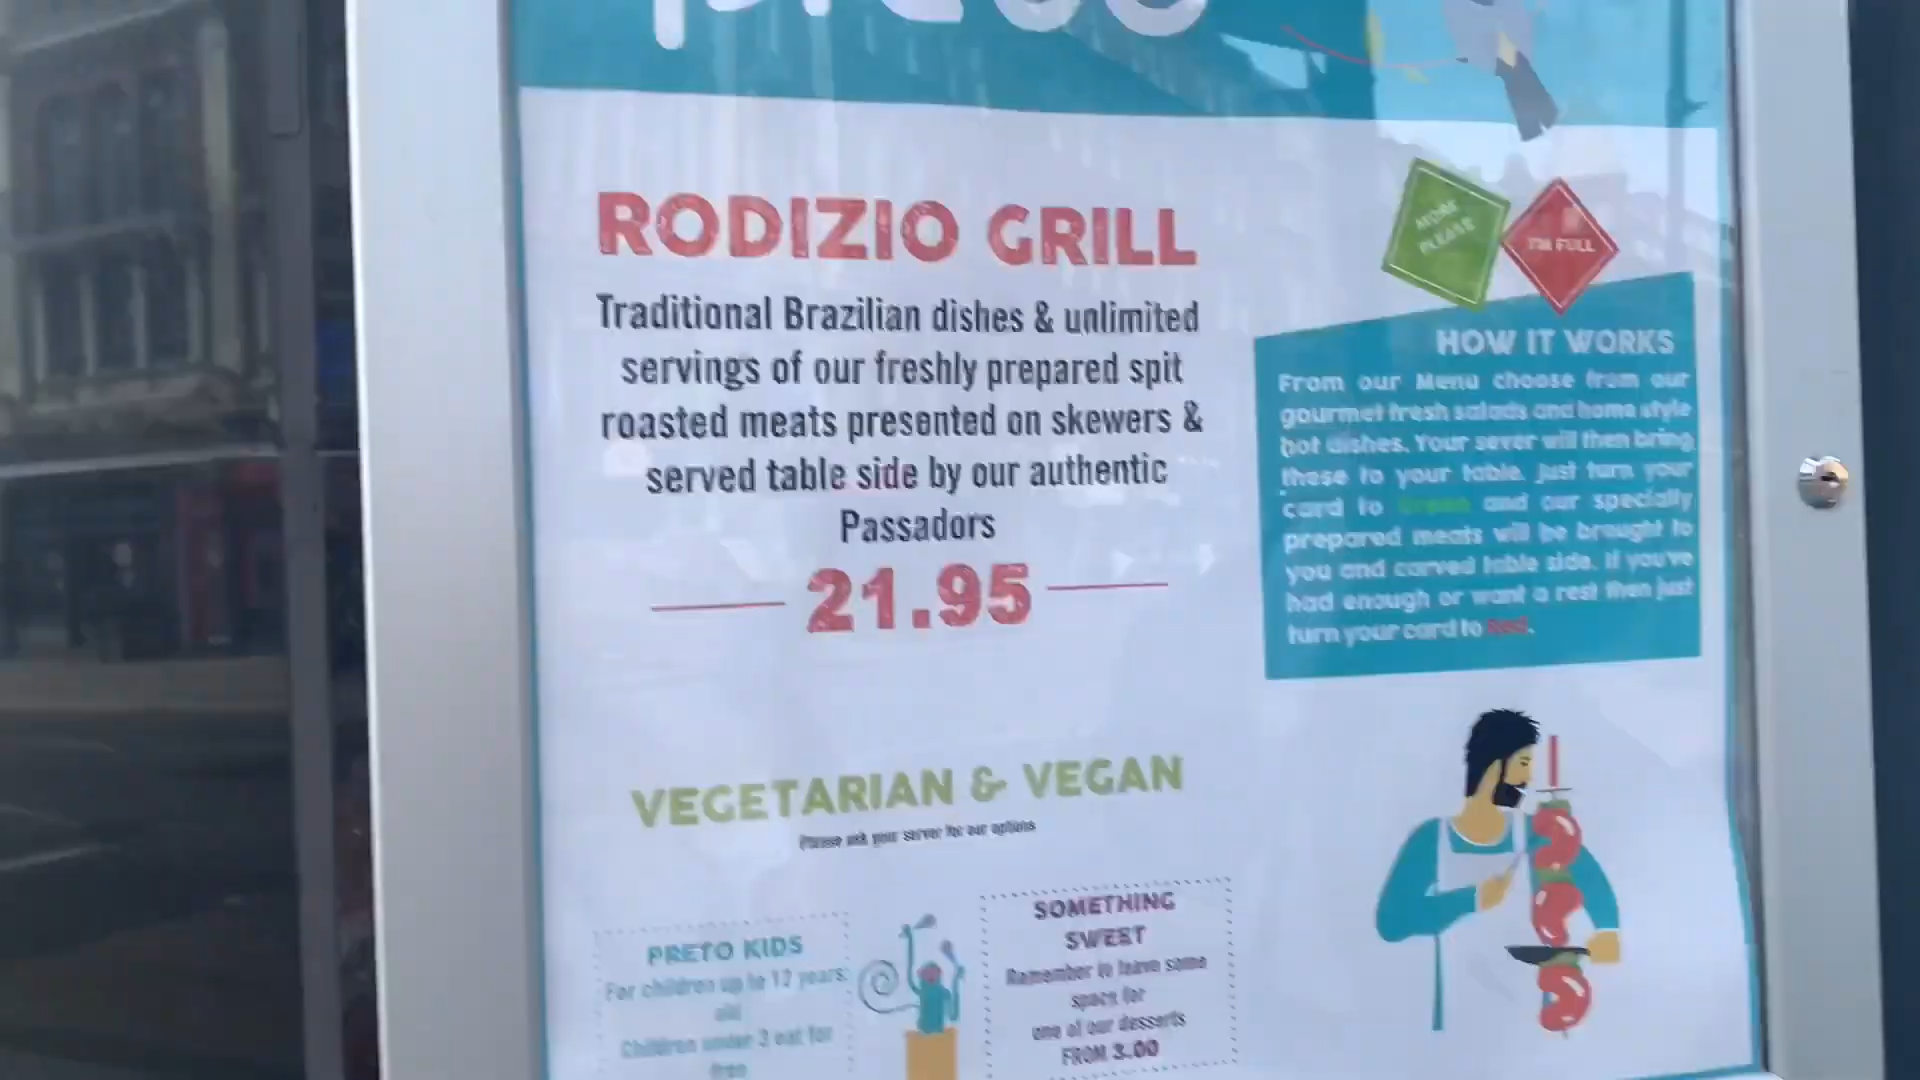 RODIZIO GRILL
Traditional Brazilian dishes & unlimited
servings of our freshly prepared spit
roasted meats presented on skewers &
served table side by our authentic
Passadors
21.95
MORE
PLEASE
I'M FULL
HOW IT WORKS
From our Menu choose from our
gourmet fresh salads and home style
hot dishes. Your sever will then bring
these to your table. Just turn your
card to Green and our specially
prepared meats will be brought to
you and carved table side. If you've
had enough or want a rest then just
turn your card to Red.
VEGETARIAN & VEGAN
Please ask your server for our options
PRETO KIDS
For children up to 12 years
old
Children under 3 eat for
free
SOMETHING
SWEET
Remember to leave some
space for
one of our desserts
FROM 3.00